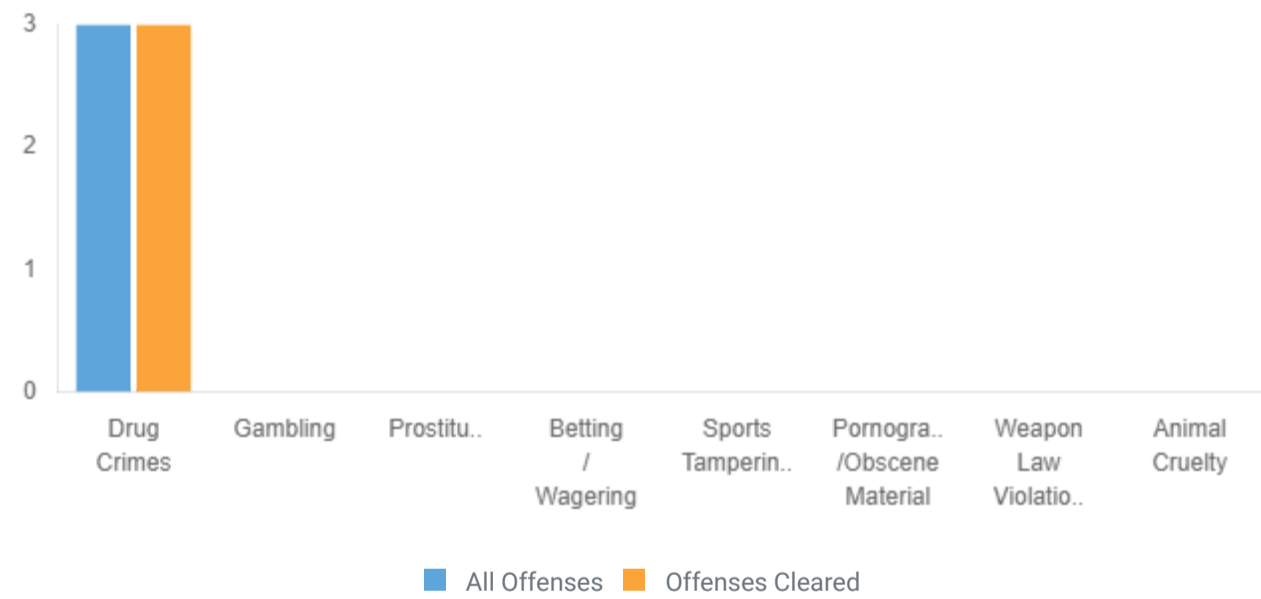 3
2
1
0
Drug
Crimes
Gambling
Prostitu..
Betting
/
Wagering
Sports
Tamperin..
Pornogra..
/Obscene
Material
Weapon
Law
Violatio..
Animal
Cruelty
All Offenses
Offenses Cleared